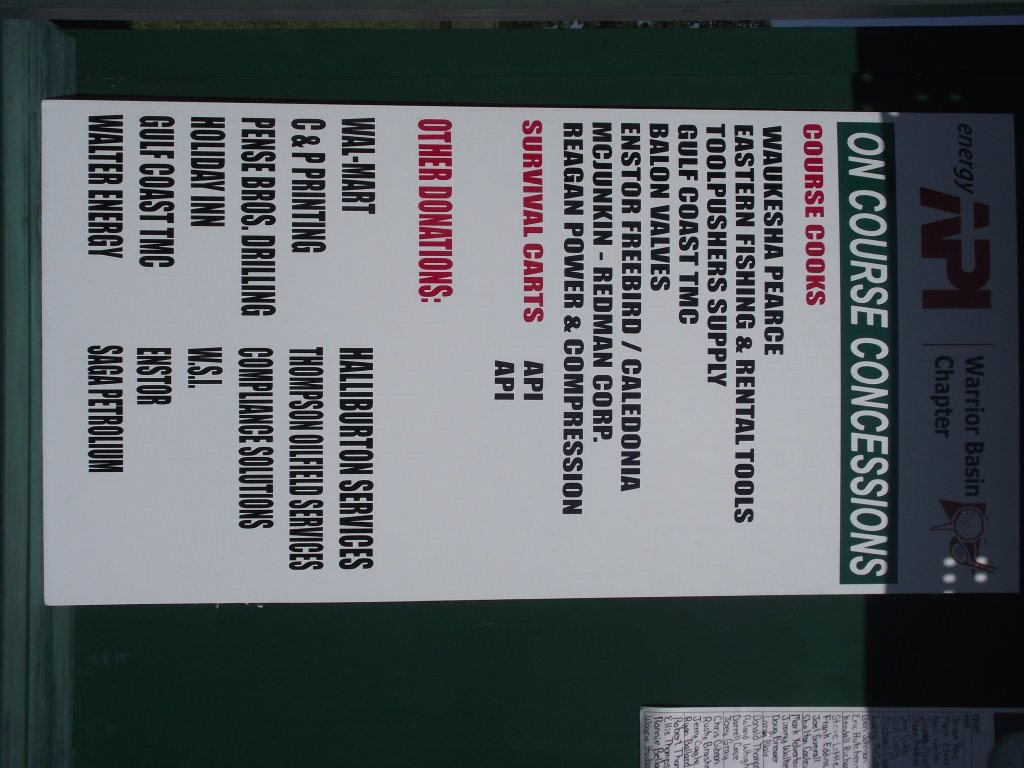 energy API Warrior Basin
Chapter
ON COURSE CONCESSIONS
COURSE COOKS
WAUKESHA PEARCE
EASTERN FISHING & RENTAL TOOLS
TOOLPUSHERS SUPPLY
GULF COAST TMC
BALON VALVES
ENSTOR FREEBIRD / CALEDONIA
MCJUNKIN - REDMAN CORP.
REAGAN POWER & COMPRESSION
SURVIVAL CARTS API
API
OTHER DONATIONS:
WAL-MART HALLIBURTON SERVICES
C & P PRINTING THOMPSON OILFIELD SERVICES
PENSE BROS. DRILLING COMPLIANCE SOLUTIONS
HOLIDAY INN W.S.I.
GULF COAST TMC ENSTOR
WALTER ENERGY SAGA PETROLIUM